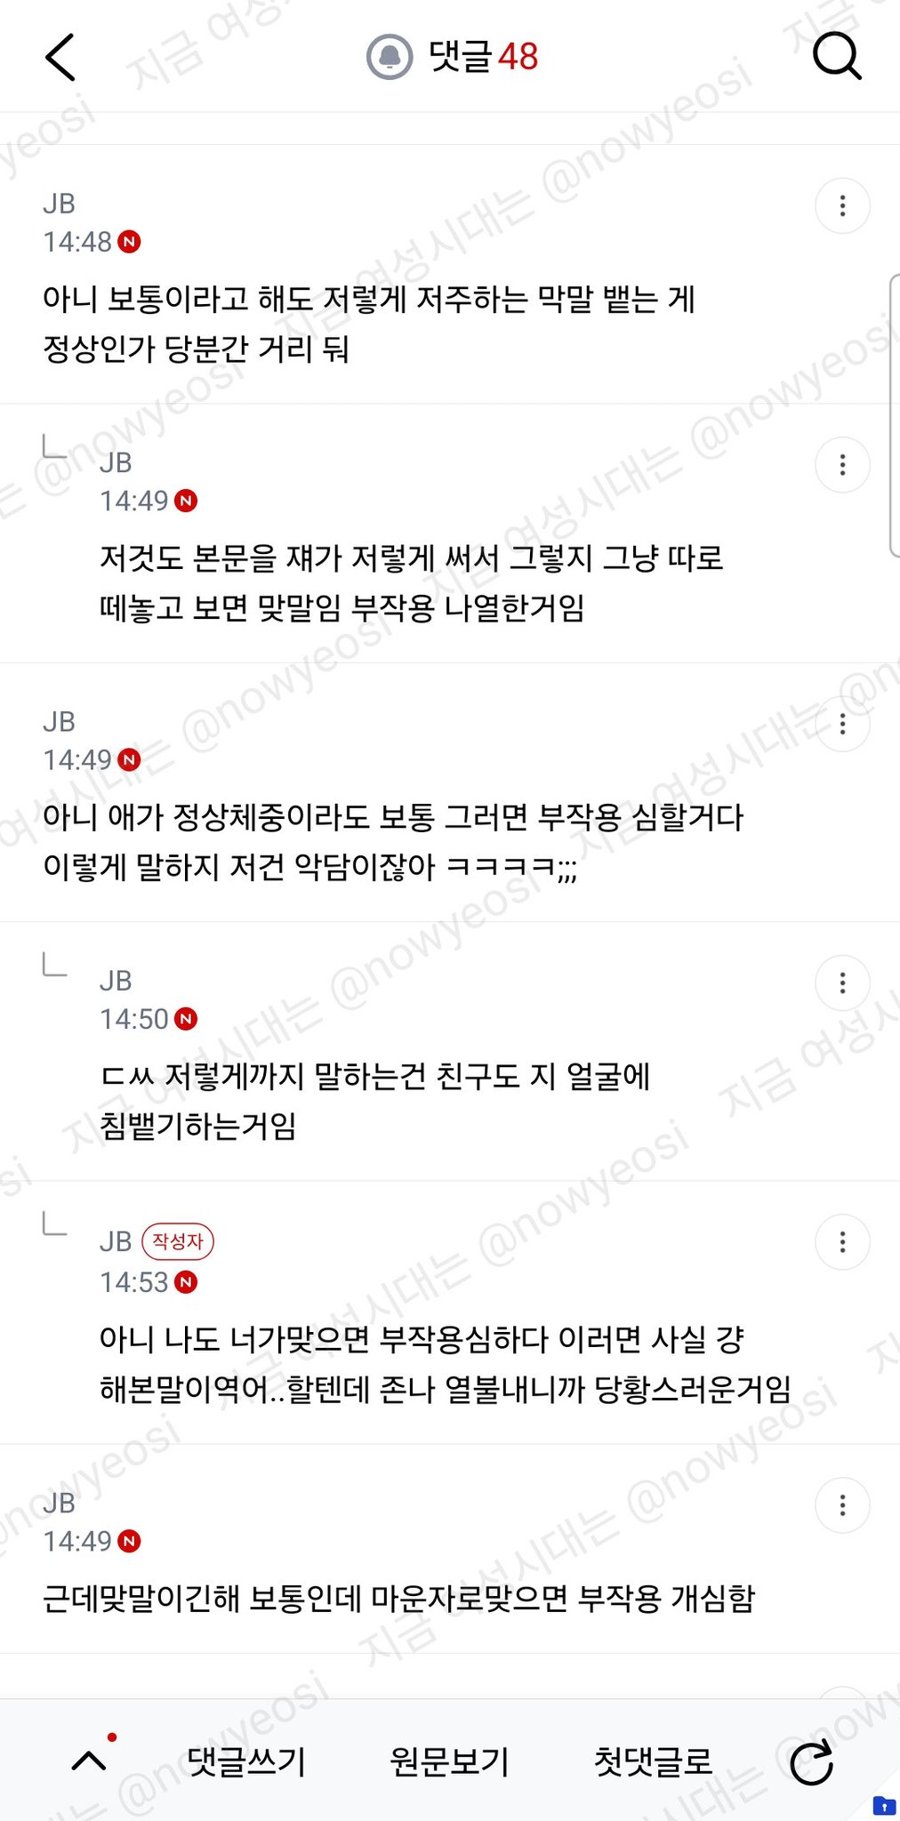 댓글 48
JB
14:48 N
아니 보통이라고 해도 저렇게 저주하는 막말 뱉는 게
정상인가 당분간 거리 둬
JB
14:49 N
저것도 본문을 쟤가 저렇게 써서 그렇지 그냥 따로
떼놓고 보면 맞말임 부작용 나열한거임
JB
14:49 N
아니 애가 정상체중이라도 보통 그러면 부작용 심할거다
이렇게 말하지 저건 악담이잖아 ㅋㅋㅋㅋ;;;
JB
14:50 N
ㄷㅆ 저렇게까지 말하는건 친구도 지 얼굴에
침뱉기하는거임
JB 작성자
14:53 N
아니 나도 너가맞으면 부작용심하다 이러면 사실 걍
해본말이역어..할텐데 존나 열불내니까 당황스러운거임
JB
14:49 N
근데맞말이긴해 보통인데 마운자로맞으면 부작용 개심함
댓글쓰기 원문보기 첫댓글로
지금 여성시대는 @nowyeosi